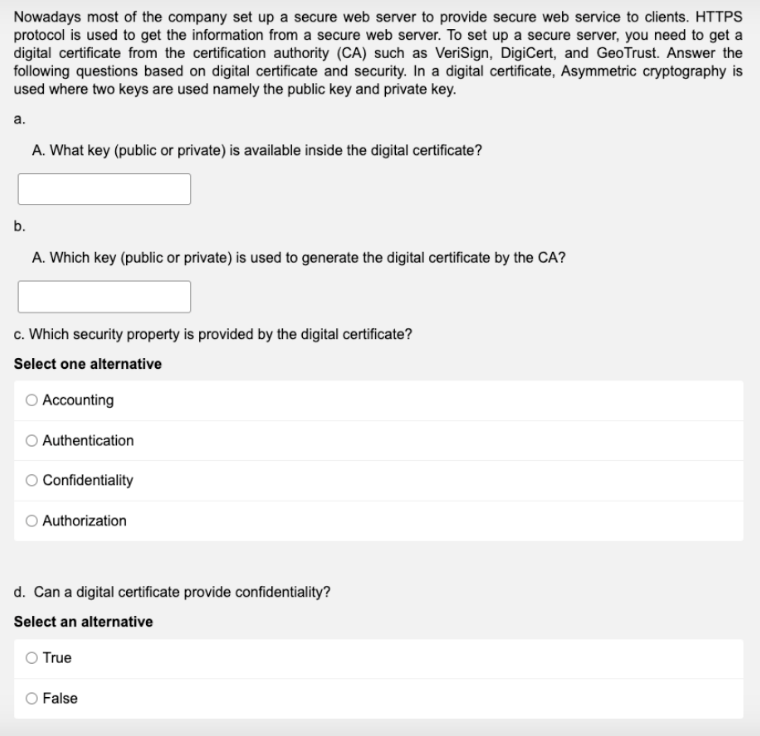 Nowadays most of the company set up a secure web server to provide secure web service to clients. HTTPS
protocol is used to get the information from a secure web server. To set up a secure server, you need to get a
digital certificate from the certification authority (CA) such as VeriSign, DigiCert, and GeoTrust. Answer the
following questions based on digital certificate and security. In a digital certificate, Asymmetric cryptography is
used where two keys are used namely the public key and private key.
a.
A. What key (public or private) is available inside the digital certificate?
b.
A. Which key (public or private) is used to generate the digital certificate by the CA?
c. Which security property is provided by the digital certificate?
Select one alternative
Accounting
Authentication
Confidentiality
Authorization
d. Can a digital certificate provide confidentiality?
Select an alternative
True
False